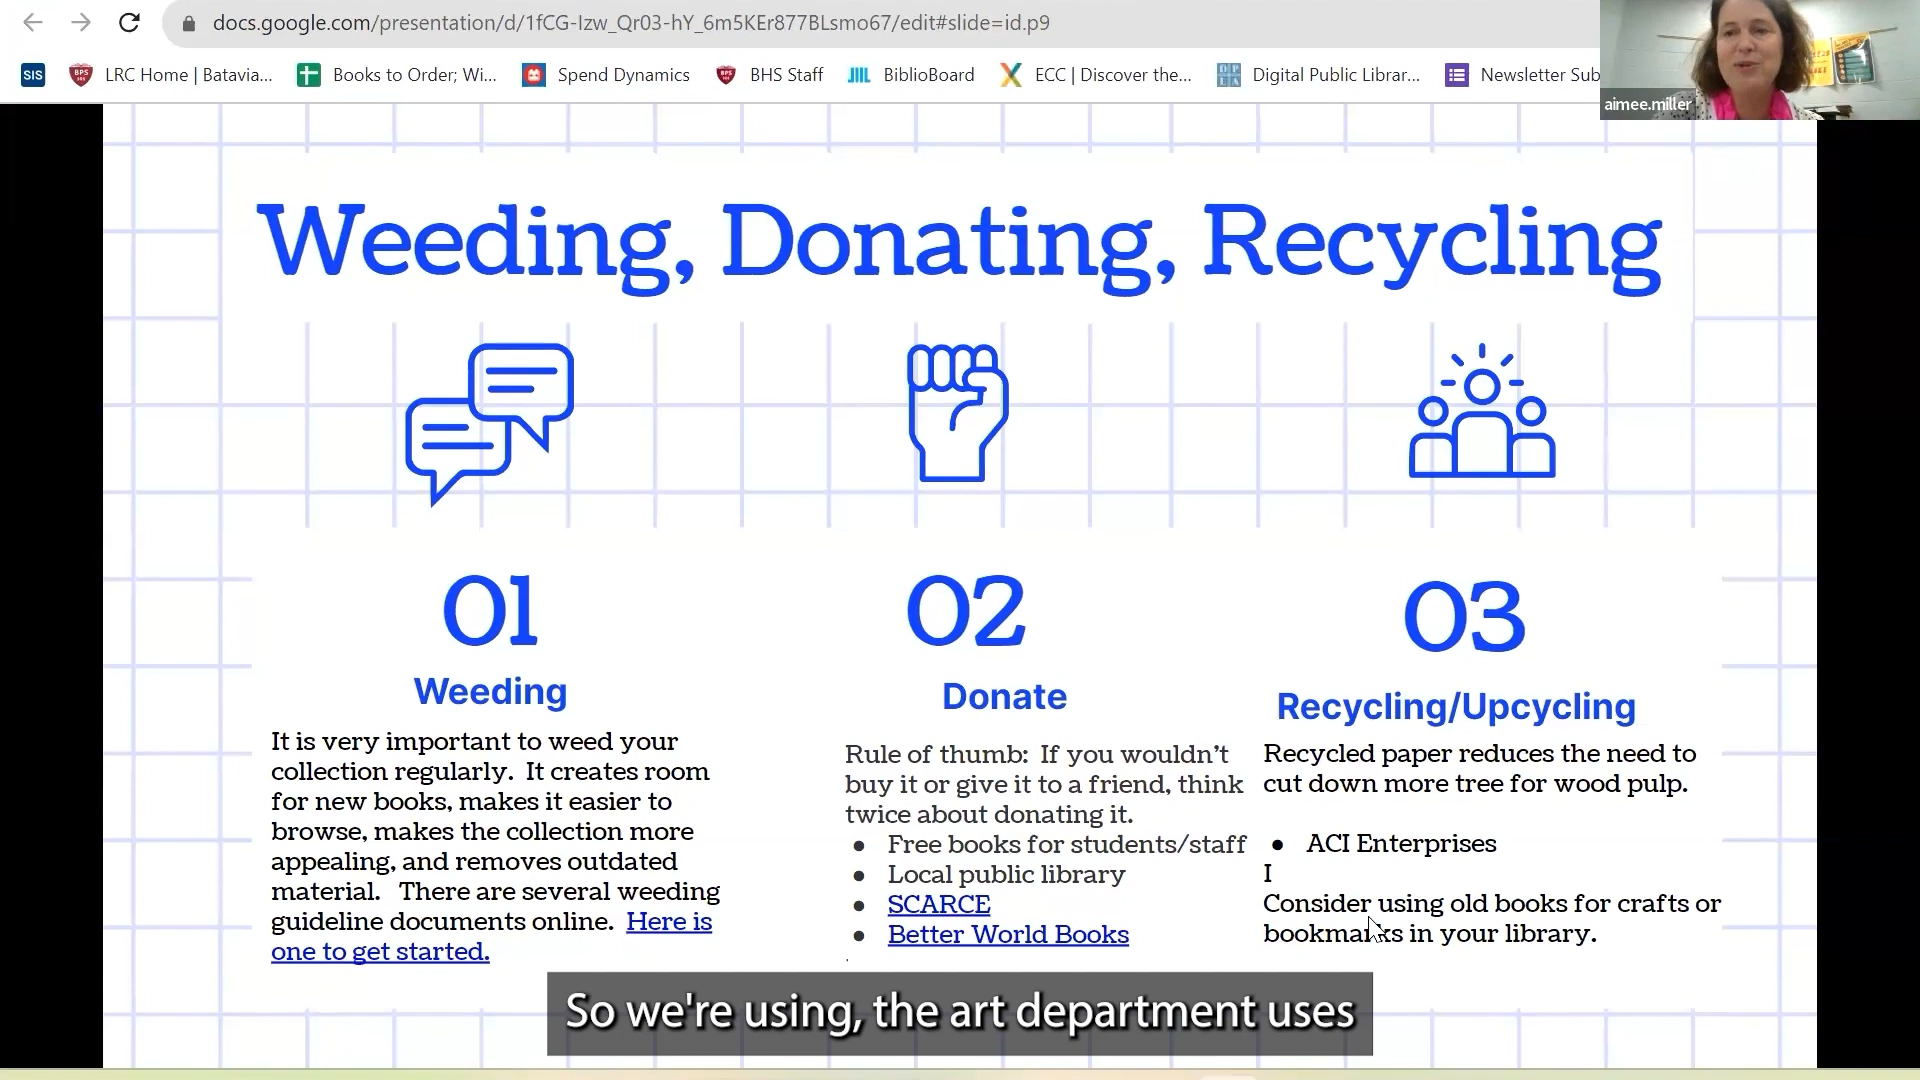 docs.google.com/presentation/d/1fCG-Izw_Qr03-hY_6m5KEr877BLsmo67/edit#slide=id.p9
SIS
BPS LRC Home | Batavia...
Books to Order; Wi...
Spend Dynamics
BPS BHS Staff
BiblioBoard
ECC | Discover the...
DPLA Digital Public Librar...
Newsletter Sub
aimee.miller
Weeding, Donating, Recycling
01
Weeding
It is very important to weed your
collection regularly. It creates room
for new books, makes it easier to
browse, makes the collection more
appealing, and removes outdated
material. There are several weeding
guideline documents online. Here is
one to get started.
02
Donate
Rule of thumb: If you wouldn't
buy it or give it to a friend, think
twice about donating it.
● Free books for students/staff
● Local public library
● SCARCE
● Better World Books
.
03
Recycling/Upcycling
Recycled paper reduces the need to
cut down more tree for wood pulp.
● ACI Enterprises
I
Consider using old books for crafts or
bookmarks in your library.
So we're using, the art department uses